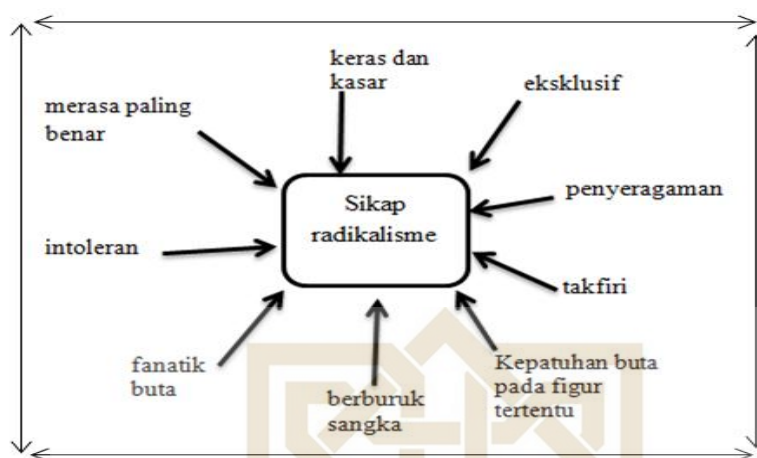 keras dan
kasar
eksklusif
merasa paling
benar
penyeragaman
Sikap
radikalisme
intoleran
takfiri
fanatik
buta
berburuk
sangka
Kepatuhan buta
pada figur
tertentu